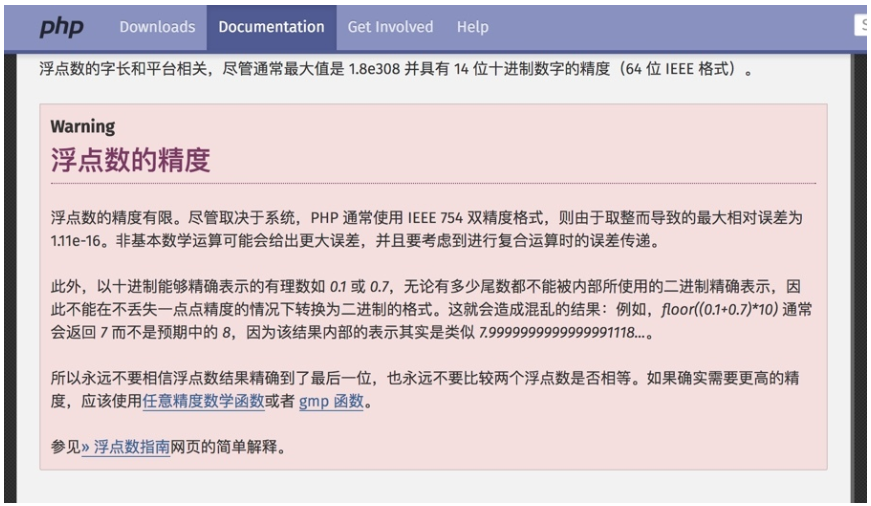 php Downloads Documentation Get Involved Help S
浮点数的字长和平台相关，尽管通常最大值是 1.8e308 并具有 14 位十进制数字的精度（64 位 IEEE 格式）。
Warning
浮点数的精度
浮点数的精度有限。尽管取决于系统，PHP 通常使用 IEEE 754 双精度格式，则由于取整而导致的最大相对误差为
1.11e-16。非基本数学运算可能会给出更大误差，并且要考虑到进行复合运算时的误差传递。
此外，以十进制能够精确表示的有理数如 0.1 或 0.7，无论有多少尾数都不能被内部所使用的二进制精确表示，因
此不能在不丢失一点点精度的情况下转换为二进制的格式。这就会造成混乱的结果：例如，floor((0.1+0.7)*10) 通常
会返回 7 而不是预期中的 8，因为该结果内部的表示其实是类似 7.9999999999999991118...。
所以永远不要相信浮点数结果精确到了最后一位，也永远不要比较两个浮点数是否相等。如果确实需要更高的精
度，应该使用任意精度数学函数或者 gmp 函数。
参见» 浮点数指南网页的简单解释。